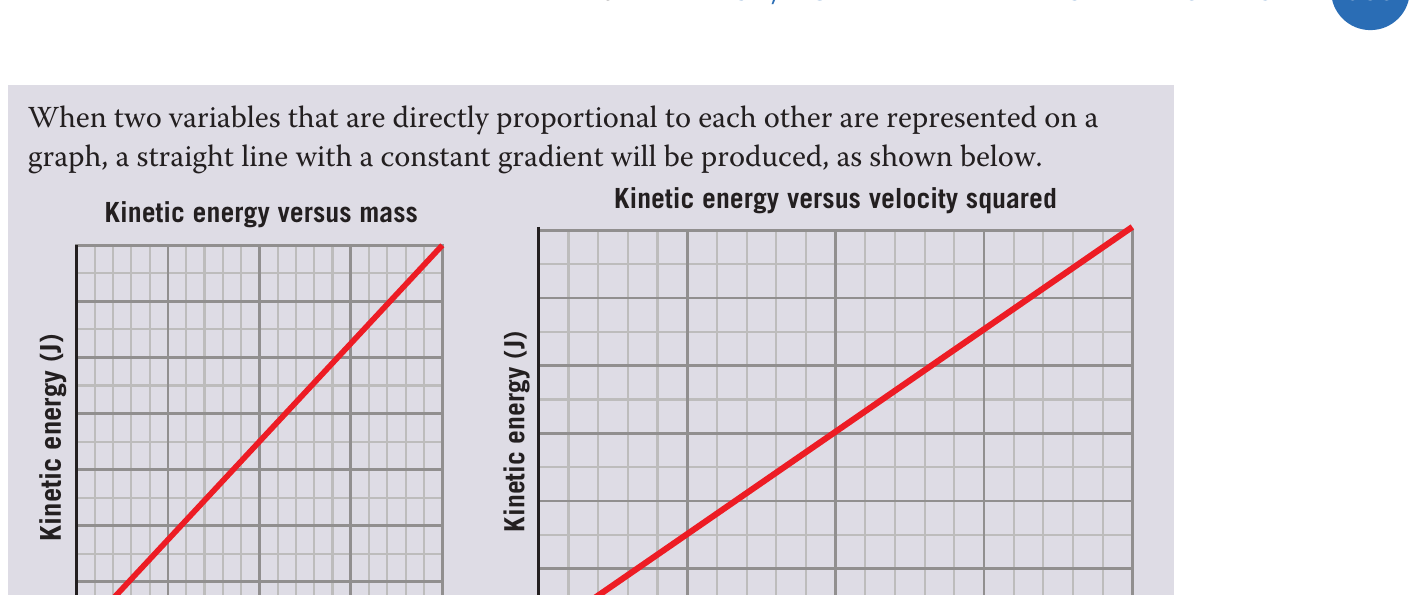 When two variables that are directly proportional to each other are represented on a
graph, a straight line with a constant gradient will be produced, as shown below.
Kinetic energy versus mass
Kinetic energy (J)
Kinetic energy versus velocity squared
Kinetic energy (J)